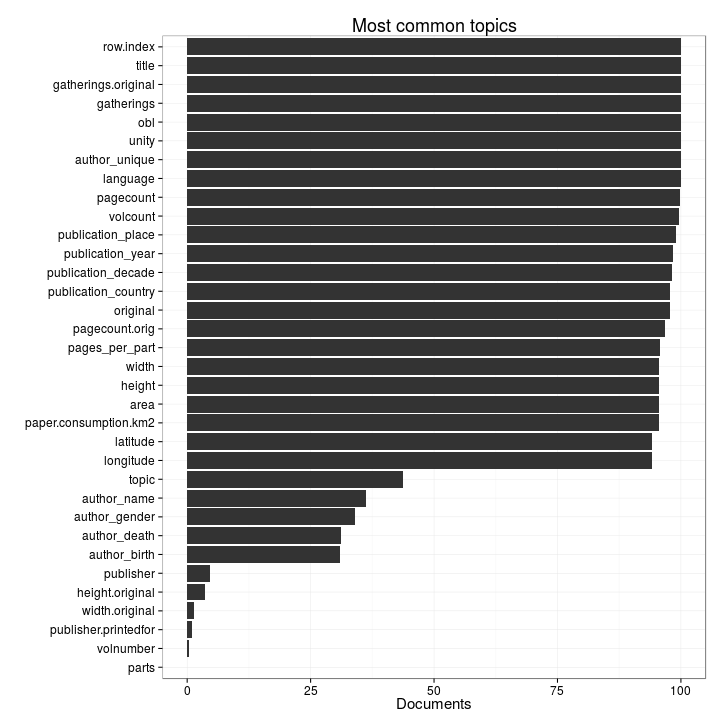 Most common topics
row.index
title
gatherings.original
gatherings
obl
unity
author_unique
language
pagecount
volcount
publication_place
publication_year
publication_decade
publication_country
original
pagecount.orig
pages_per_part
width
height
area
paper.consumption.km2
latitude
longitude
topic
author_name
author_gender
author_death
author_birth
publisher
height.original
width.original
publisher.printedfor
volnumber
parts
0 25 50 75 100
Documents